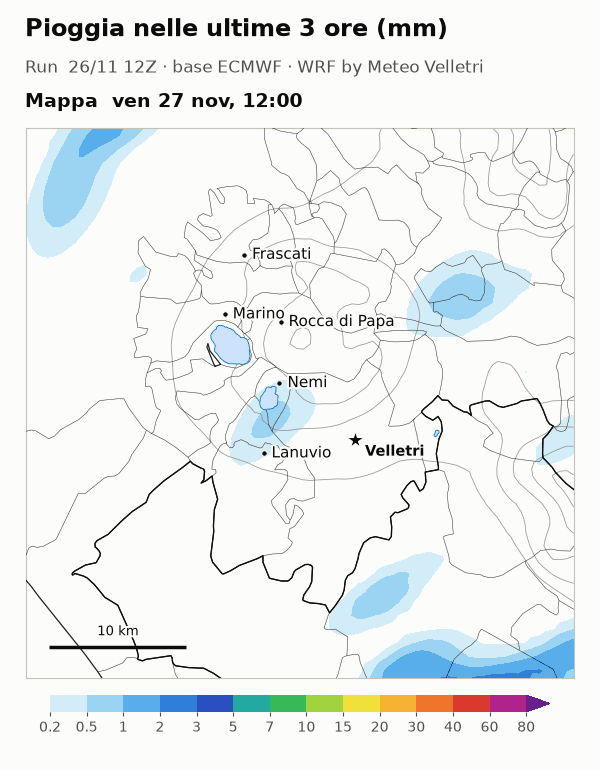 Pioggia nelle ultime 3 ore (mm)
Run  26/11 12Z · base ECMWF · WRF by Meteo Velletri
Mappa  ven 27 nov, 12:00
Frascati
Marino
Rocca di Papa
Nemi
Velletri
Lanuvio
10 km
0.2 0.5 1 2 3 5 7 10 15 20 30 40 60 80